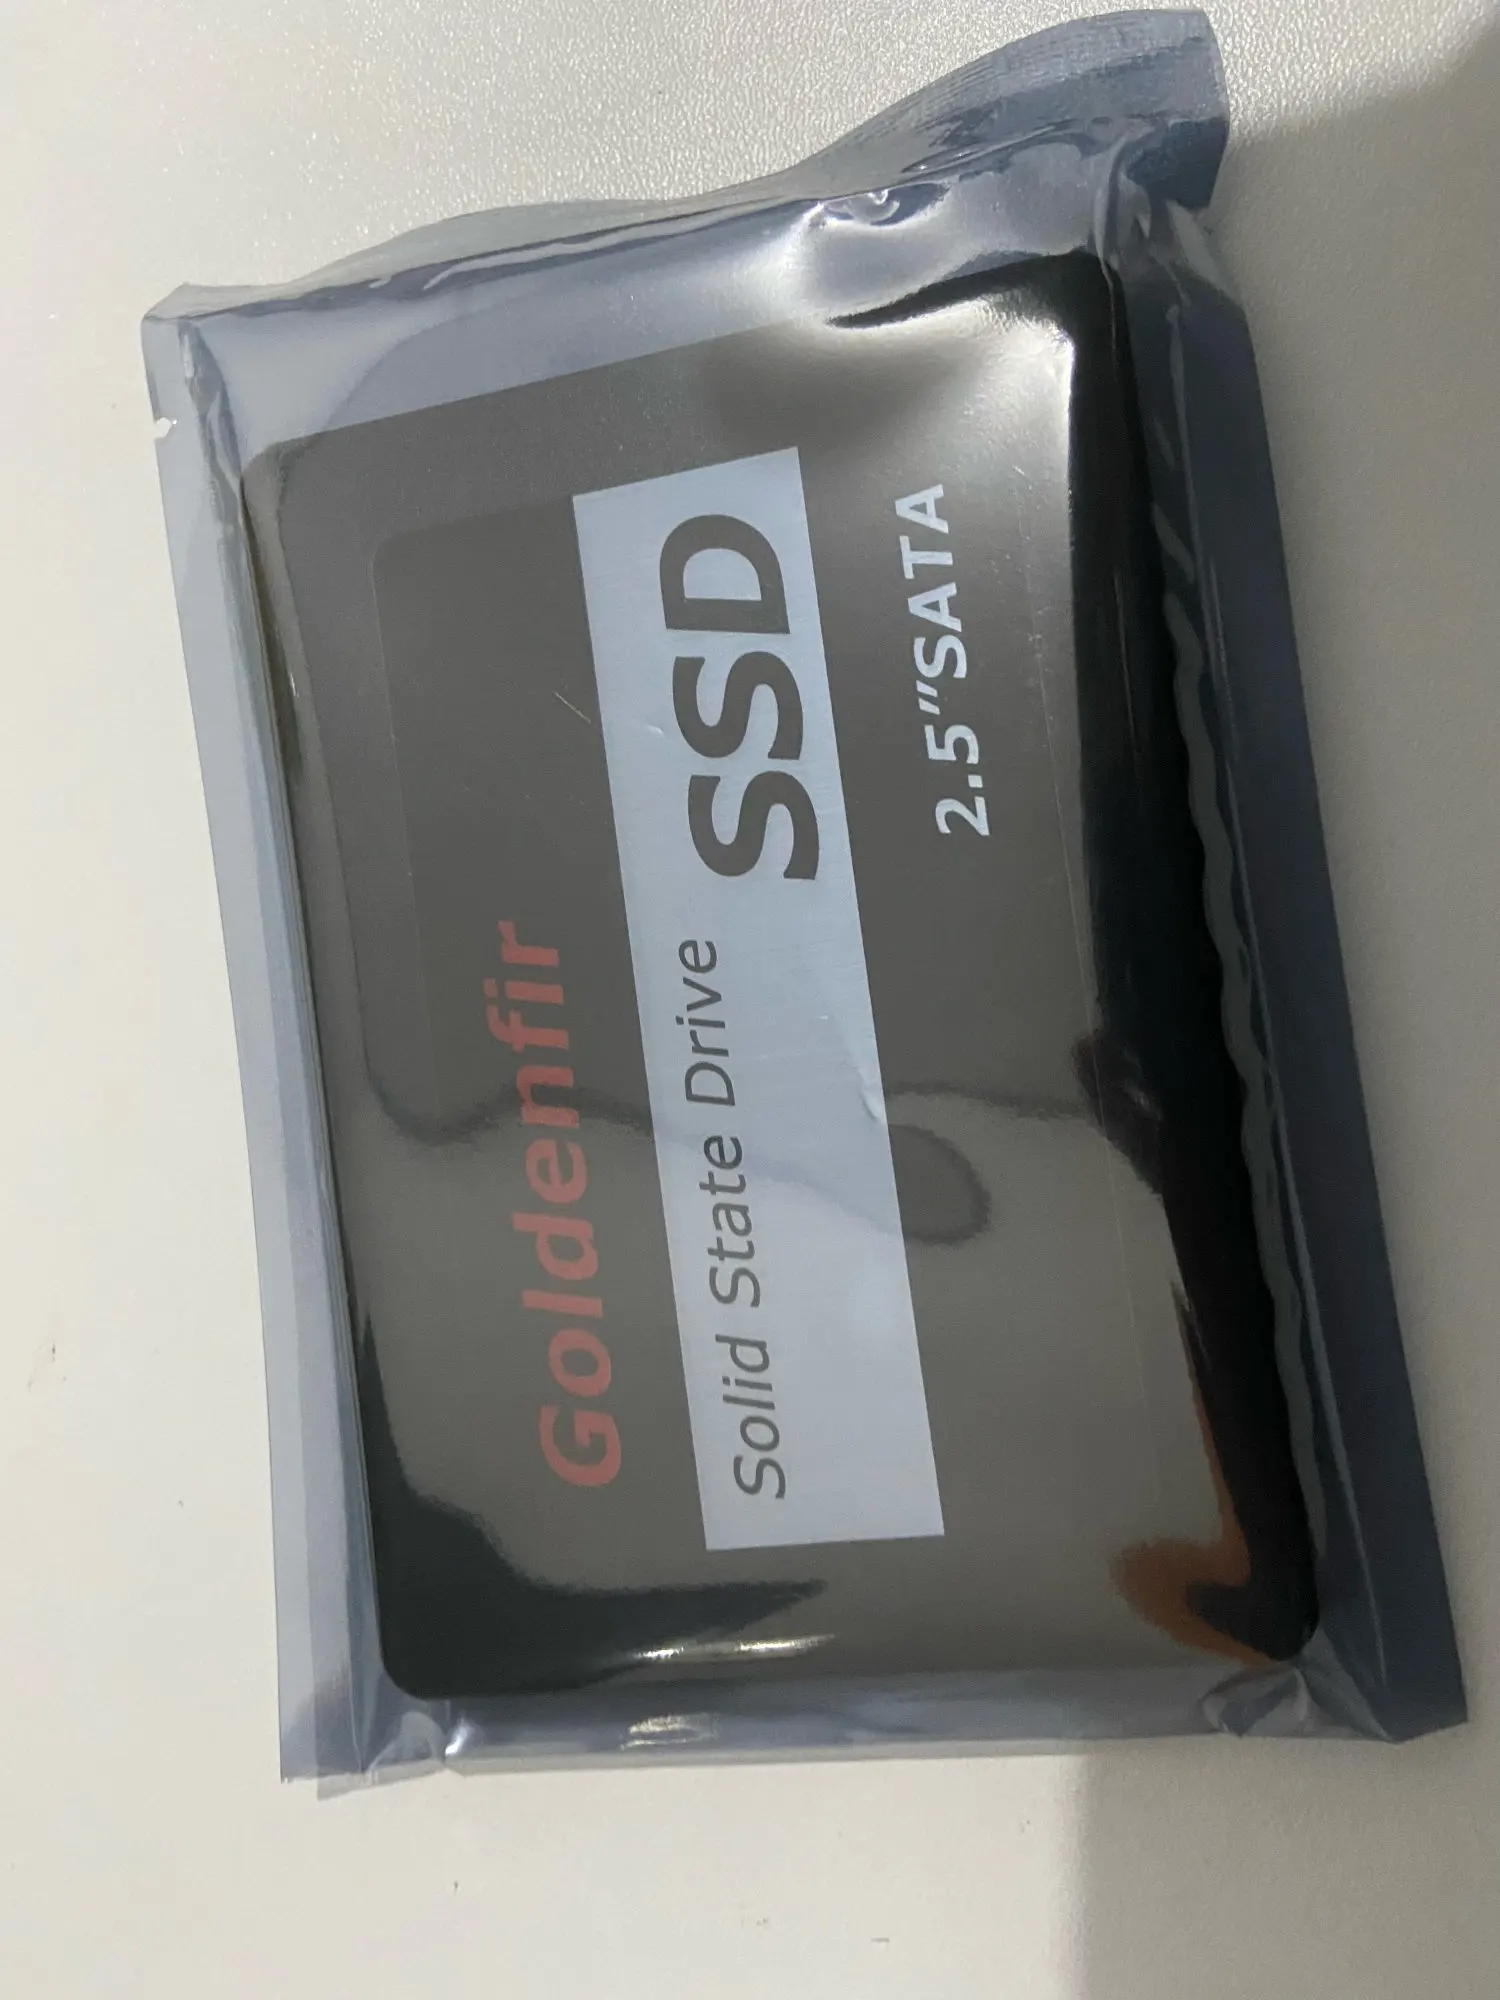 Goldenfir
Solid State Drive SSD
2.5"SATA